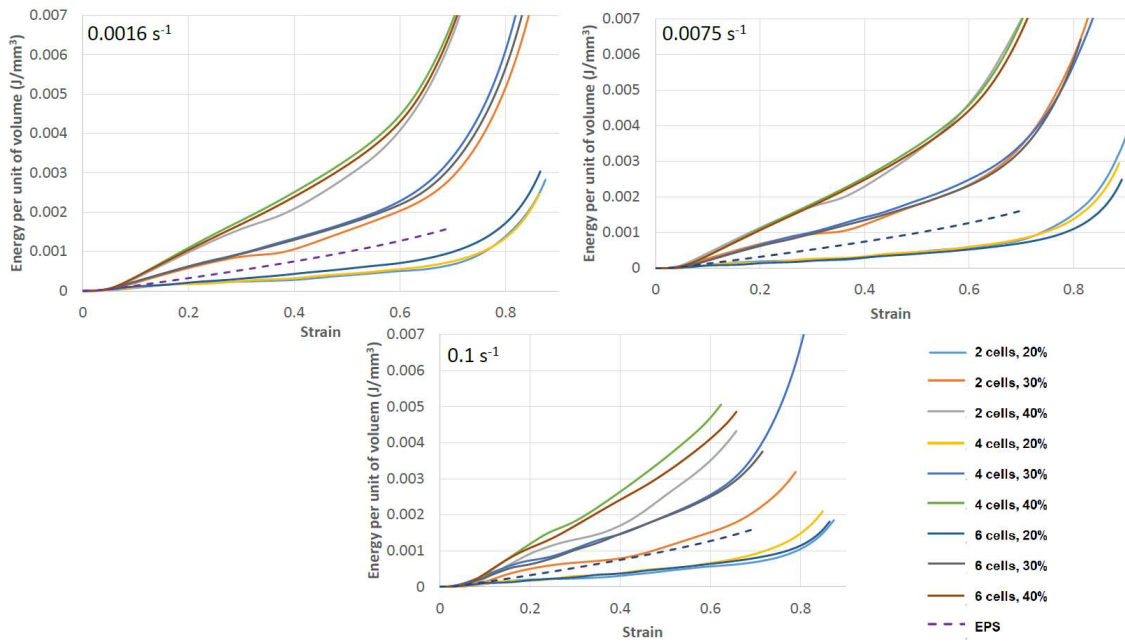 0.0016 s-1
Energy per unit of volume (J/mm³)
0.007
0.006
0.005
0.004
0.003
0.002
0.001
0
0
0.2
0.4
0.6
0.8
Strain
0.0075 s-1
Energy per unit of volume (J/mm³)
0.007
0.006
0.005
0.004
0.003
0.002
0.001
0
0
0.2
0.4
0.6
0.8
Strain
0.1 s-1
Energy per unit of voluem (J/mm³)
0.007
0.006
0.005
0.004
0.003
0.002
0.001
0
0
0.2
0.4
0.6
0.8
Strain
2 cells, 20%
2 cells, 30%
2 cells, 40%
4 cells, 20%
4 cells, 30%
4 cells, 40%
6 cells, 20%
6 cells, 30%
6 cells, 40%
EPS